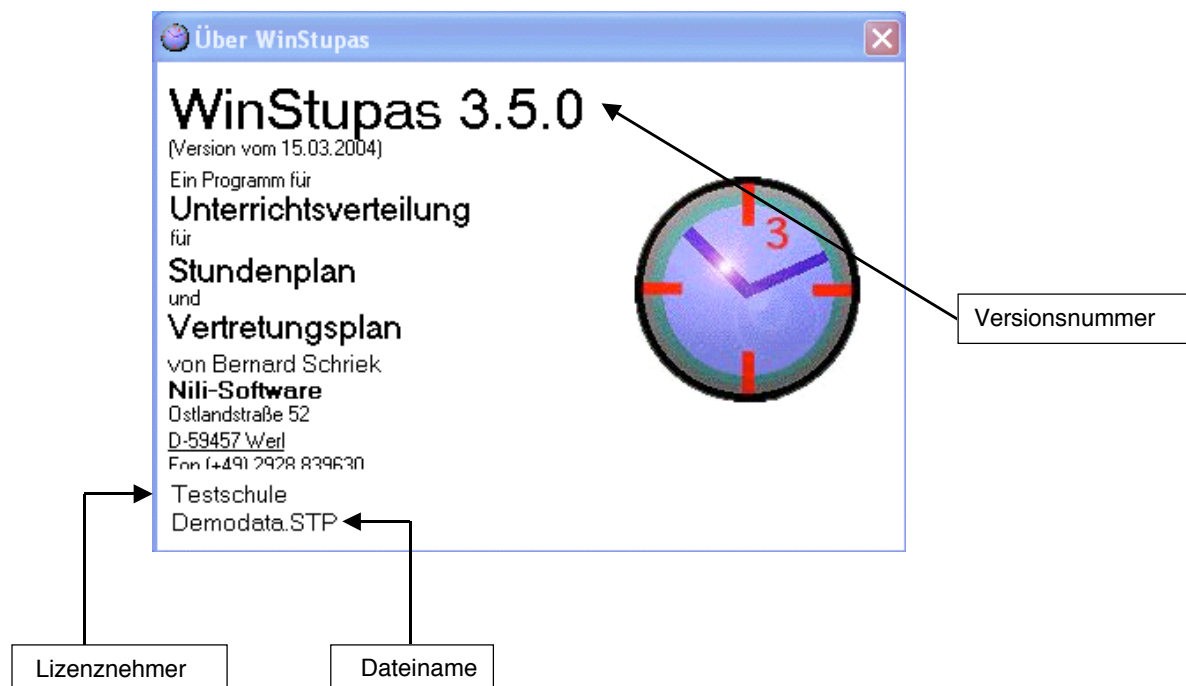 Über WinStupas
WinStupas 3.5.0
(Version vom 15.03.2004)
Ein Programm für
Unterrichtsverteilung
für
Stundenplan
und
Vertretungsplan
von Bernard Schriek
Nili-Software
Ostlandstraße 52
D-59457 Werl
Fon (+49) 2928 839630
Testschule
Demodata.STP
3
Versionsnummer
Lizenznehmer
Dateiname